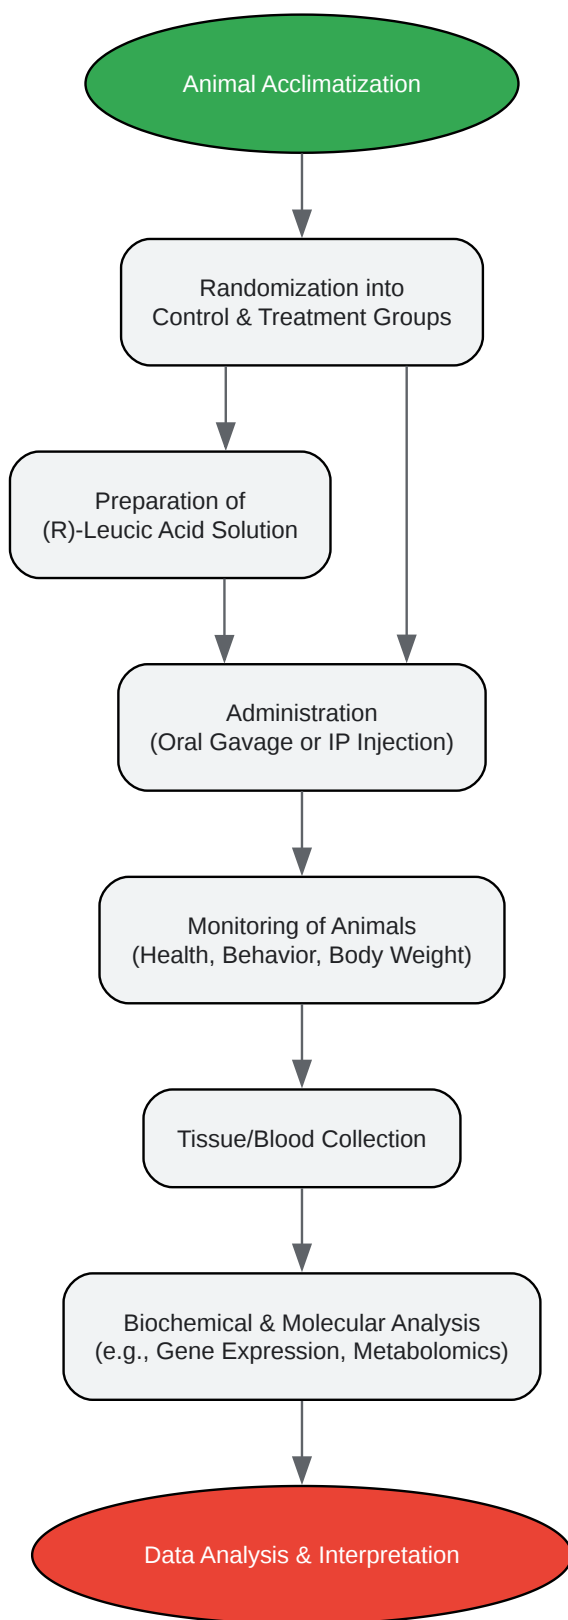 Animal Acclimatization
Randomization into
Control & Treatment Groups
Preparation of
(R)-Leucic Acid Solution
Administration
(Oral Gavage or IP Injection)
Monitoring of Animals
(Health, Behavior, Body Weight)
Tissue/Blood Collection
Biochemical & Molecular Analysis
(e.g., Gene Expression, Metabolomics)
Data Analysis & Interpretation